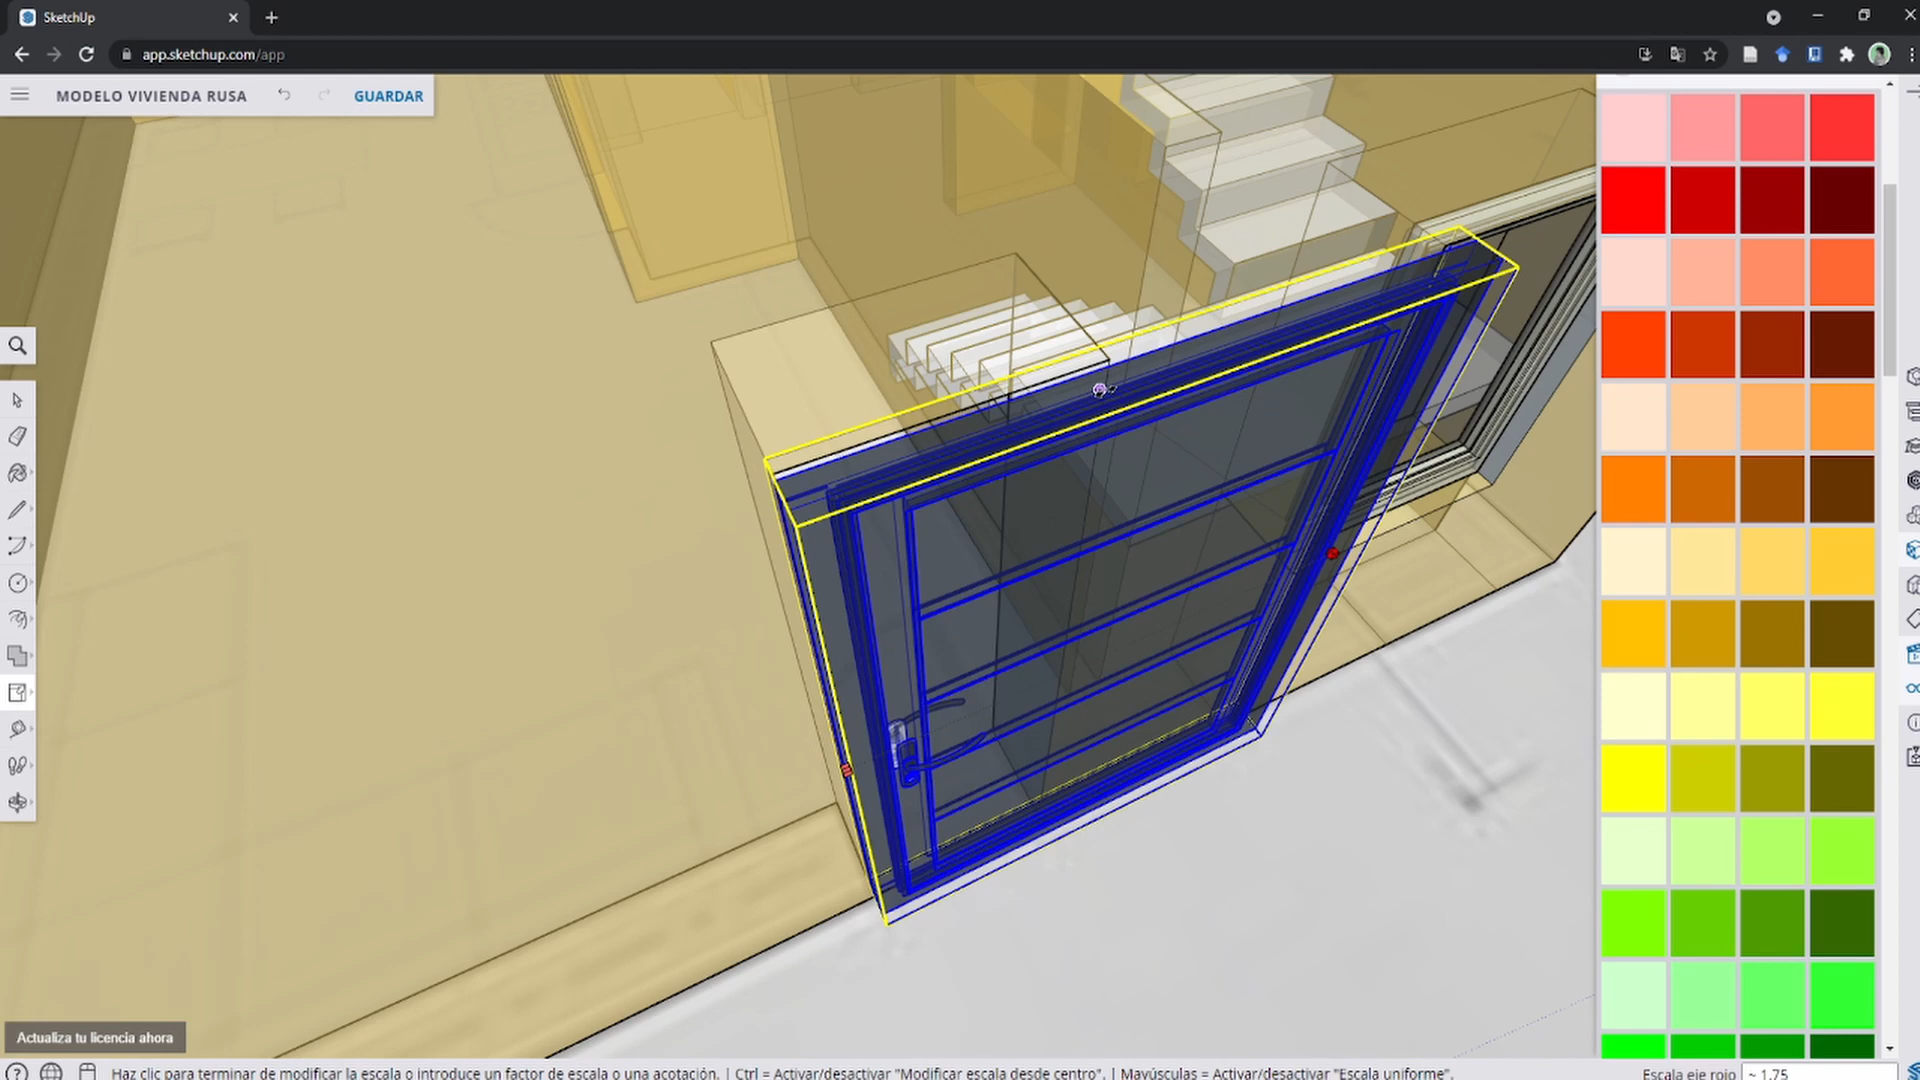 SketchUp
app.sketchup.com/app
MODELO VIVIENDA RUSA
GUARDAR
Actualiza tu licencia ahora
Haz clic para terminar de modificar la escala o introduce un factor de escala o una acotación. | Ctrl = Activar/desactivar "Modificar escala desde centro". | Mayúsculas = Activar/desactivar "Escala uniforme".
Escala eje rojo
~ 1,75